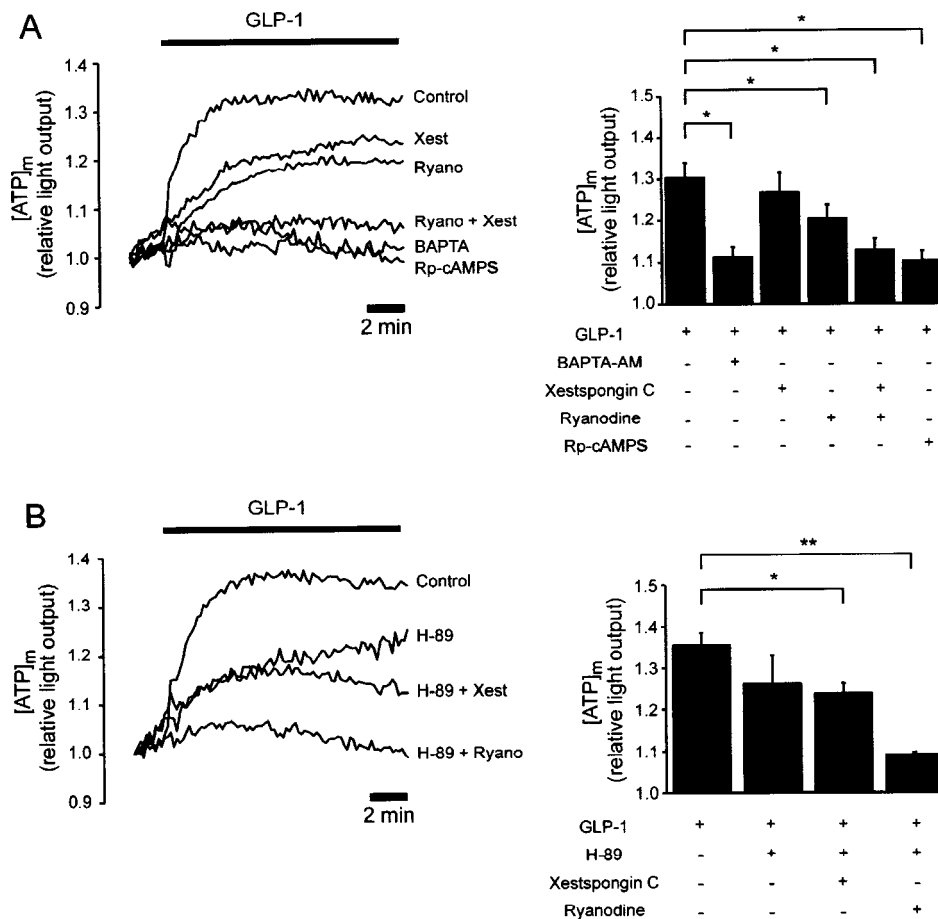 A
GLP-1
[ATP]m
(relative light output)
1.4
1.3
1.2
1.1
1.0
0.9
Control
Xest
Ryano
Ryano + Xest
BAPTA
Rp-cAMPS
2 min
[ATP]m
(relative light output)
1.5
1.3
1.2
1.1
1.0
*
*
*
*
GLP-1 + + + + + +
BAPTA-AM - + - - - -
Xestspongin C - - + - + -
Ryanodine - - - + + -
Rp-cAMPS - - - - - +
B
GLP-1
[ATP]m
(relative light output)
1.4
1.3
1.2
1.1
1.0
0.9
Control
H-89
H-89 + Xest
H-89 + Ryano
2 min
[ATP]m
(relative light output)
1.5
1.4
1.3
1.2
1.1
1.0
**
*
GLP-1 + + + +
H-89 - + + +
Xestspongin C - - + -
Ryanodine - - - +